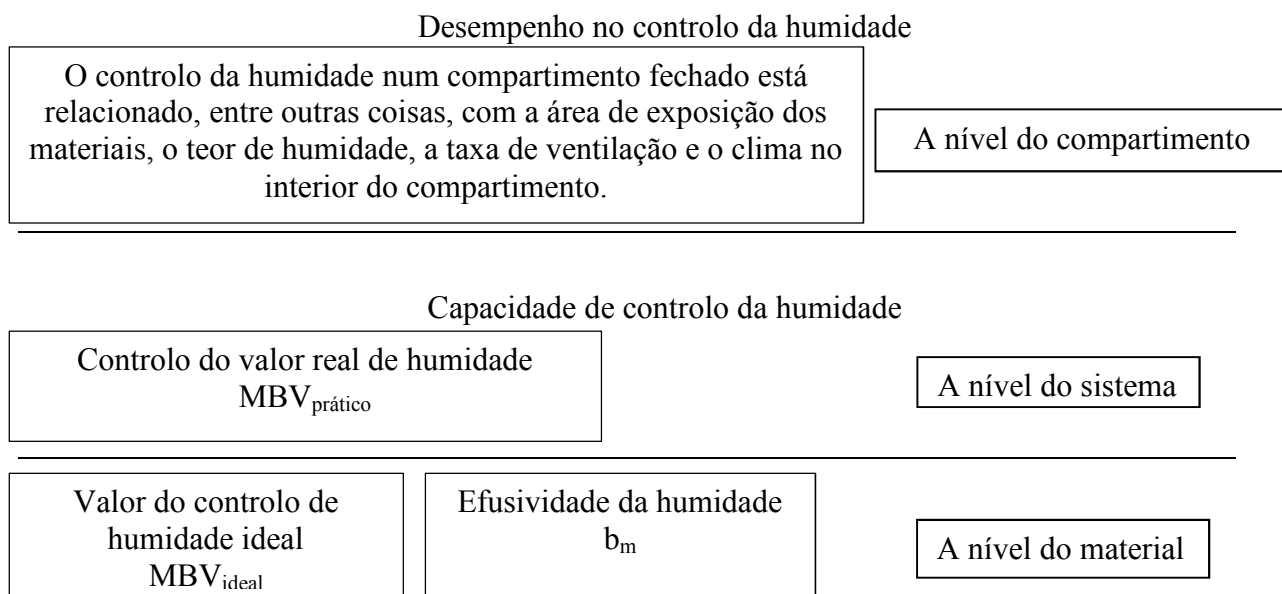 Desempenho no controlo da humidade
O controlo da humidade num compartimento fechado está
relacionado, entre outras coisas, com a área de exposição dos
materiais, o teor de humidade, a taxa de ventilação e o clima no
interior do compartimento.
A nível do compartimento
Capacidade de controlo da humidade
Controlo do valor real de humidade
MBVprático
A nível do sistema
Valor do controlo de
humidade ideal
MBVideal
Efusividade da humidade
bm
A nível do material